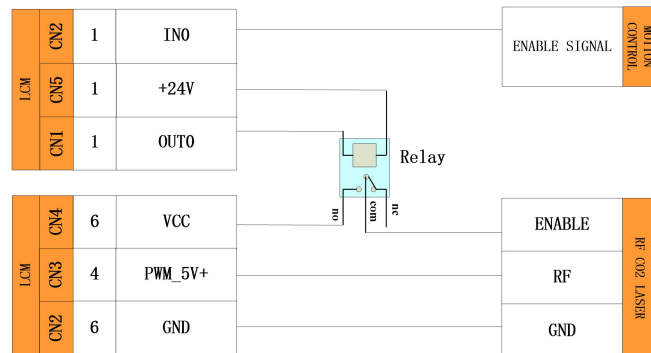 LCM
CN2 1 IN0
CN5 1 +24V
CN1 1 OUT0
ENABLE SIGNAL
MOTION CONTROL
Relay
no com nc
LCM
CN4 6 VCC
CN3 4 PWM_5V+
CN2 6 GND
ENABLE
RF
GND
RF CO2 LASER